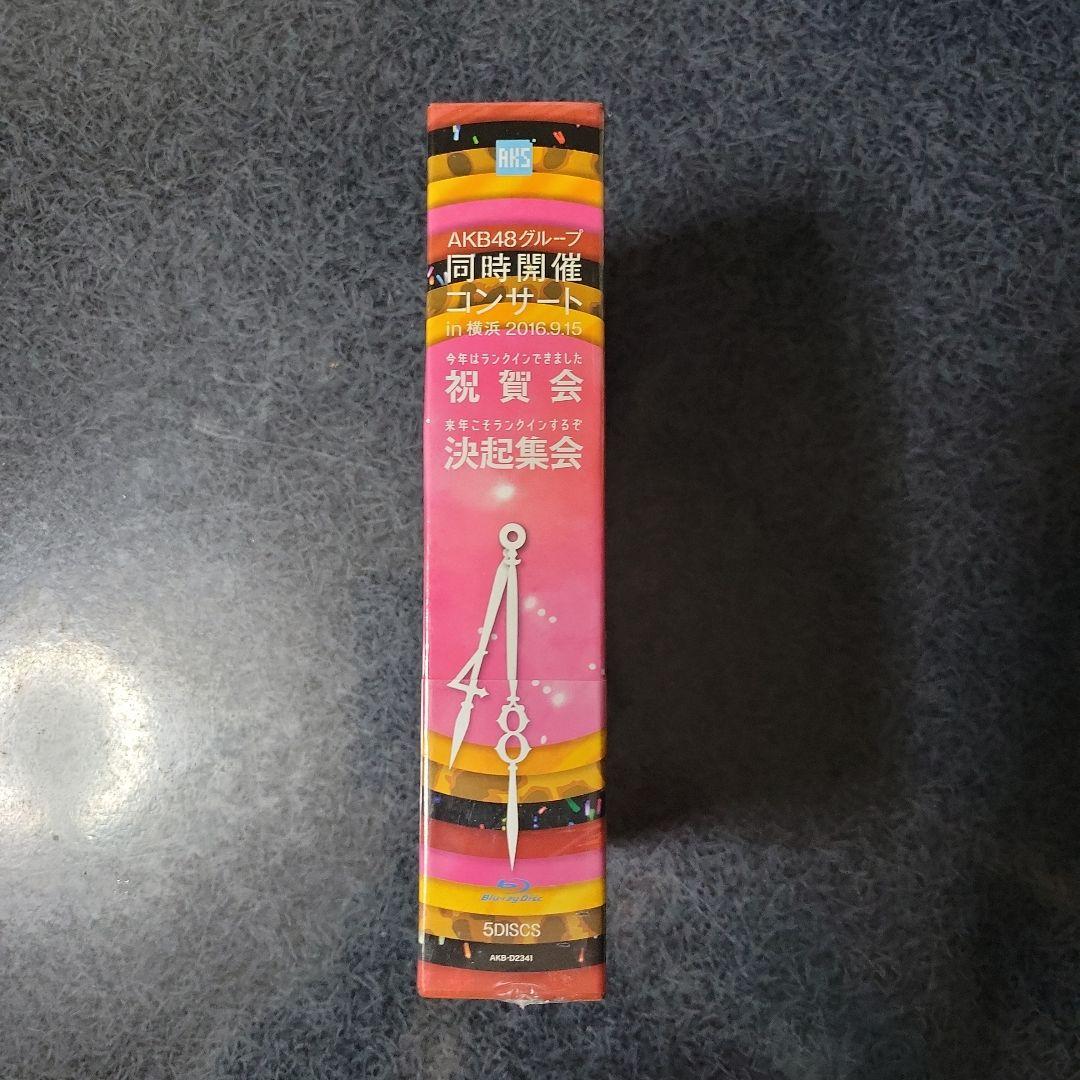 AKS
AKB48グループ
同時開催
コンサート
in 横浜 2016.9.15
今年はランクインできました
祝賀会
来年こそランクインするぞ
決起集会
48
Blu-ray Disc
5DISCS
AKB-D2341